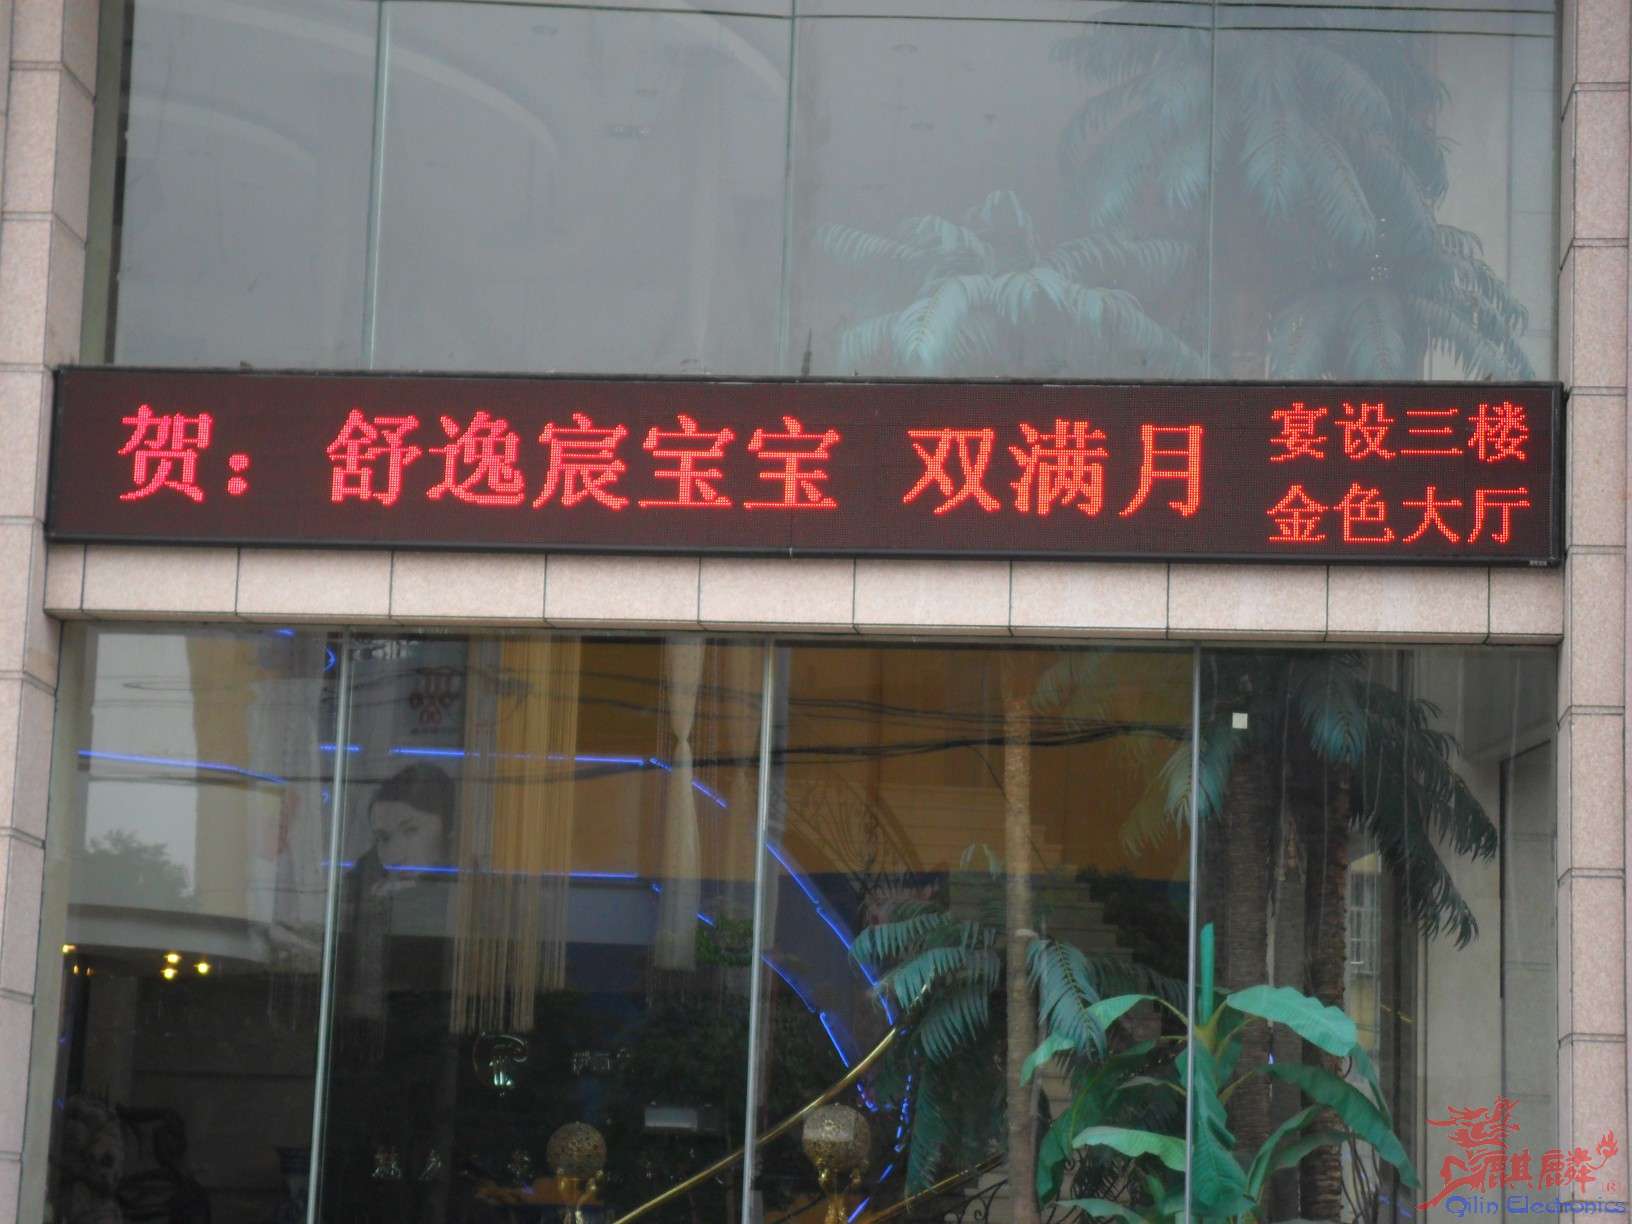 贺：舒逸宸宝宝 双满月
宴设三楼
金色大厅
麒麟
Qilin Electronics